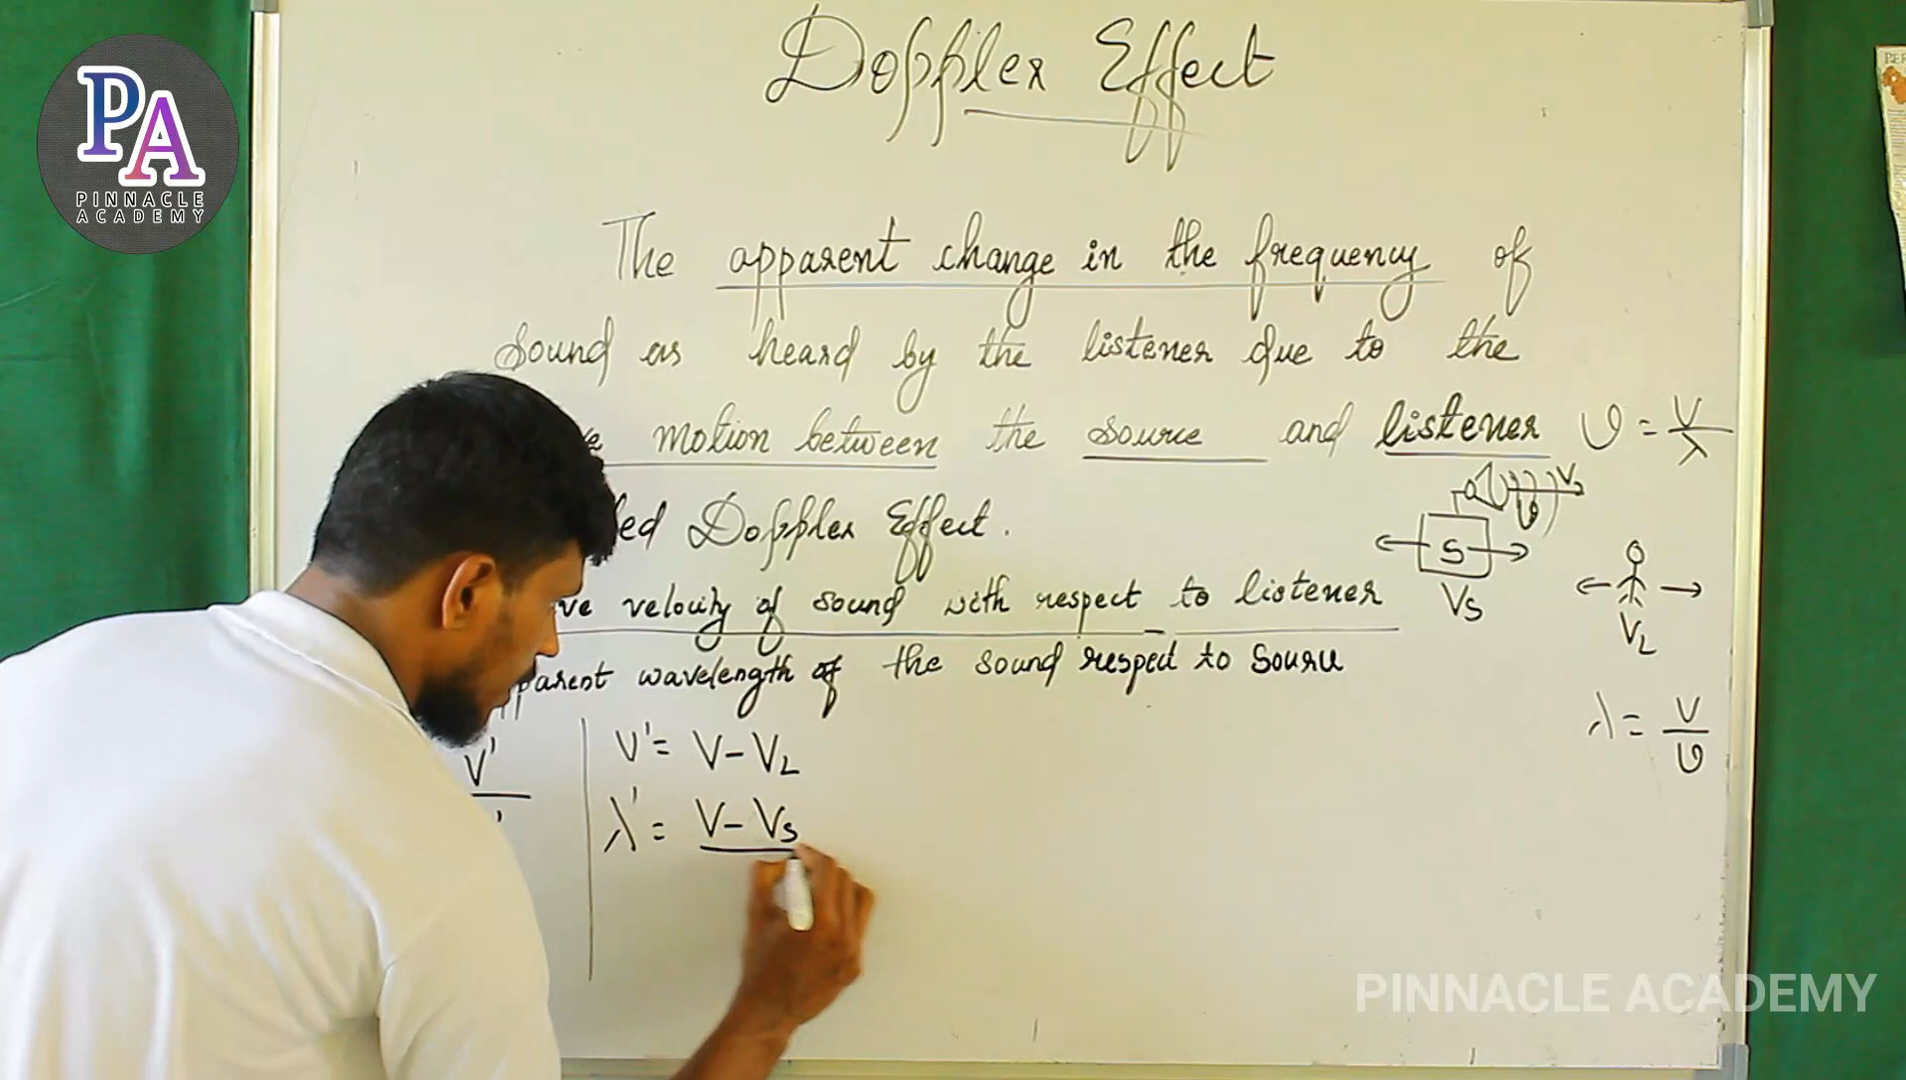 PA
PINNACLE
ACADEMY
Doppler Effect
The apparent change in the frequency of
sound as heard by the listener due to the
motion between the source and listener
Doppler Effect.
velocity of sound with respect to listener
wavelength of the sound respect to source
υ = V/λ
V
υ
S
Vs
VL
λ = V/υ
V'
V' = V - VL
λ' = V - Vs
PINNACLE ACADEMY